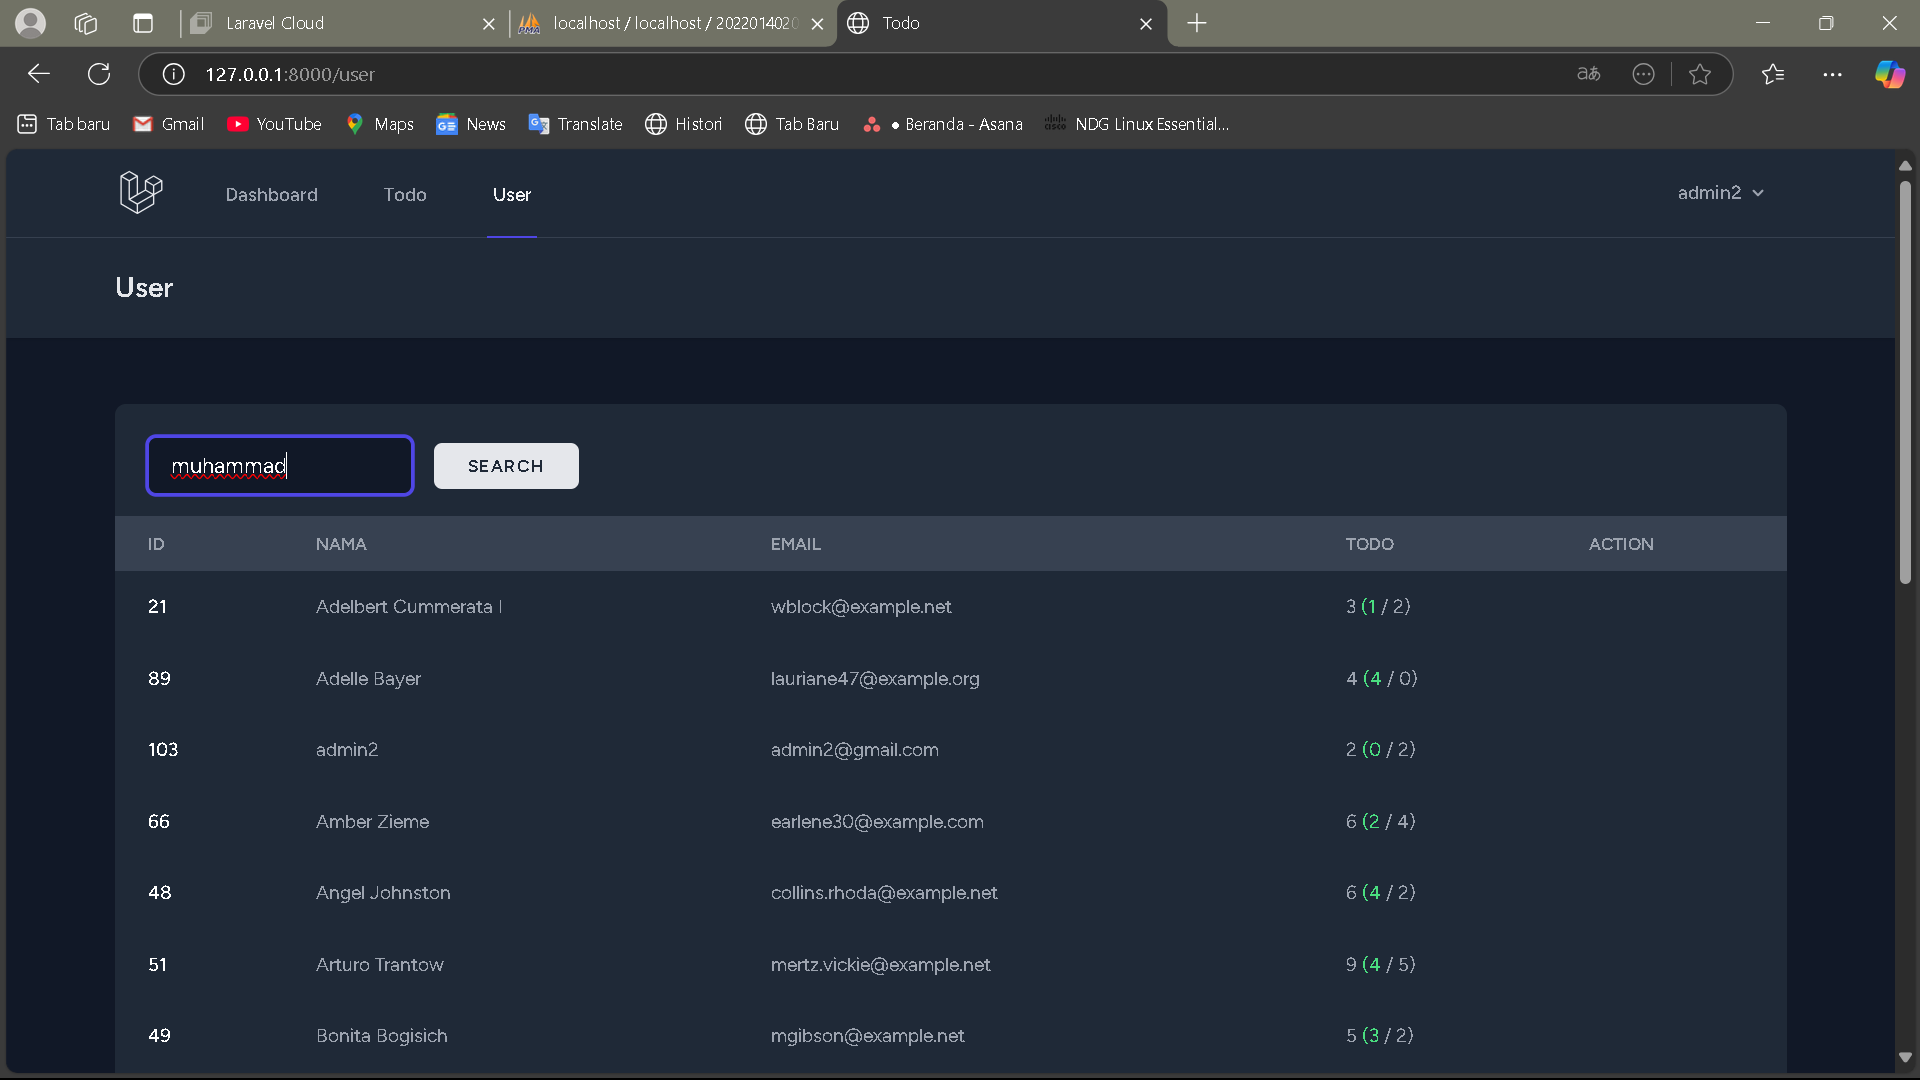 Laravel Cloud
localhost / localhost / 2022014020
Todo
127.0.0.1:8000/user
aあ
Tab baru
Gmail
YouTube
Maps
News
Translate
Histori
Tab Baru
● Beranda - Asana
NDG Linux Essential...
Dashboard
Todo
User
admin2
User
muhammad
SEARCH
ID NAMA EMAIL TODO ACTION
21 Adelbert Cummerata I wblock@example.net 3 (1 / 2)
89 Adelle Bayer lauriane47@example.org 4 (4 / 0)
103 admin2 admin2@gmail.com 2 (0 / 2)
66 Amber Zieme earlene30@example.com 6 (2 / 4)
48 Angel Johnston collins.rhoda@example.net 6 (4 / 2)
51 Arturo Trantow mertz.vickie@example.net 9 (4 / 5)
49 Bonita Bogisich mgibson@example.net 5 (3 / 2)